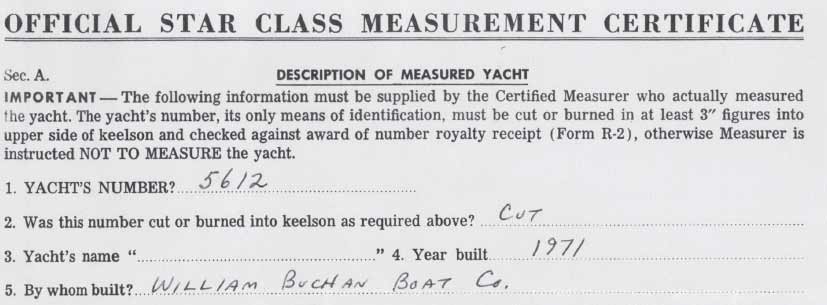 OFFICIAL STAR CLASS MEASUREMENT CERTIFICATE
Sec. A. DESCRIPTION OF MEASURED YACHT
IMPORTANT — The following information must be supplied by the Certified Measurer who actually measured
the yacht. The yacht's number, its only means of identification, must be cut or burned in at least 3" figures into
upper side of keelson and checked against award of number royalty receipt (Form R-2), otherwise Measurer is
instructed NOT TO MEASURE the yacht.
1. YACHT'S NUMBER? 5612
2. Was this number cut or burned into keelson as required above? CUT
3. Yacht's name "..............................." 4. Year built 1971
5. By whom built? WILLIAM BUCHAN BOAT Co.